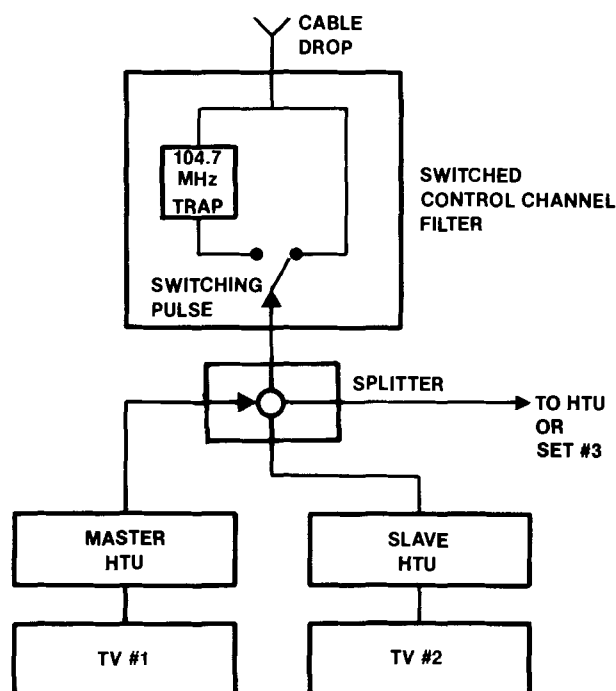 CABLE
DROP
104.7
MHz
TRAP
SWITCHED
CONTROL CHANNEL
FILTER
SWITCHING
PULSE
SPLITTER
TO HTU
OR
SET #3
MASTER
HTU
SLAVE
HTU
TV #1
TV #2